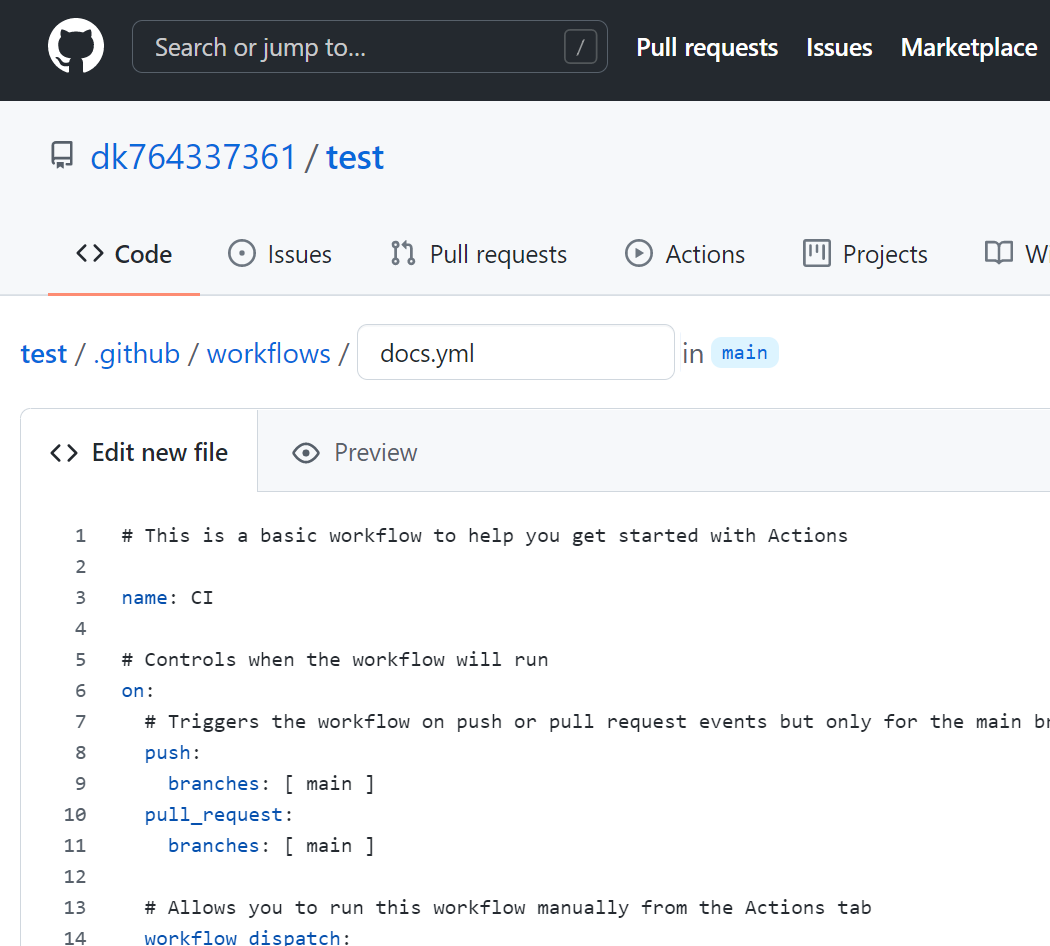 Search or jump to... / Pull requests Issues Marketplace
dk764337361 / test
Code Issues Pull requests Actions Projects
test / .github / workflows / docs.yml in main
Edit new file Preview
1 # This is a basic workflow to help you get started with Actions
2
3 name: CI
4
5 # Controls when the workflow will run
6 on:
7 # Triggers the workflow on push or pull request events but only for the main
8 push:
9 branches: [ main ]
10 pull_request:
11 branches: [ main ]
12
13 # Allows you to run this workflow manually from the Actions tab
14 workflow_dispatch: